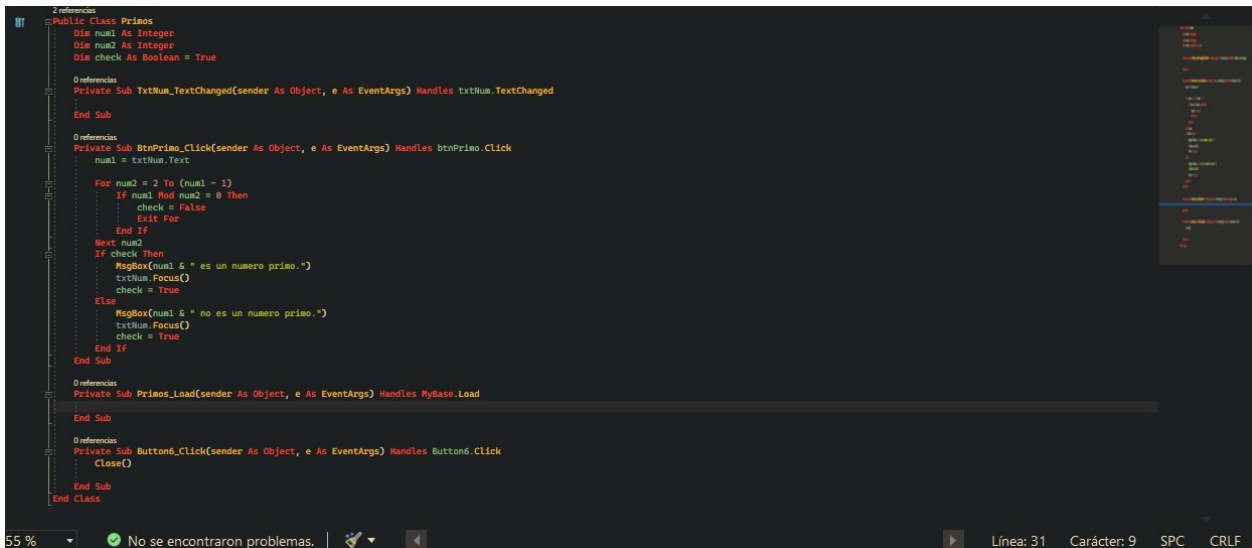 2 referencias
Public Class Primos
Dim num1 As Integer
Dim num2 As Integer
Dim check As Boolean = True
0 referencias
Private Sub TxtNum_TextChanged(sender As Object, e As EventArgs) Handles txtNum.TextChanged
End Sub
0 referencias
Private Sub BtnPrimo_Click(sender As Object, e As EventArgs) Handles btnPrimo.Click
num1 = txtNum.Text
For num2 = 2 To (num1 - 1)
If num1 Mod num2 = 0 Then
check = False
Exit For
End If
Next num2
If check Then
MsgBox(num1 & " es un numero primo.")
txtNum.Focus()
check = True
Else
MsgBox(num1 & " no es un numero primo.")
txtNum.Focus()
check = True
End If
End Sub
0 referencias
Private Sub Primos_Load(sender As Object, e As EventArgs) Handles MyBase.Load
End Sub
0 referencias
Private Sub Button6_Click(sender As Object, e As EventArgs) Handles Button6.Click
Close()
End Sub
End Class
55 % No se encontraron problemas. Línea: 31 Carácter: 9 SPC CRLF